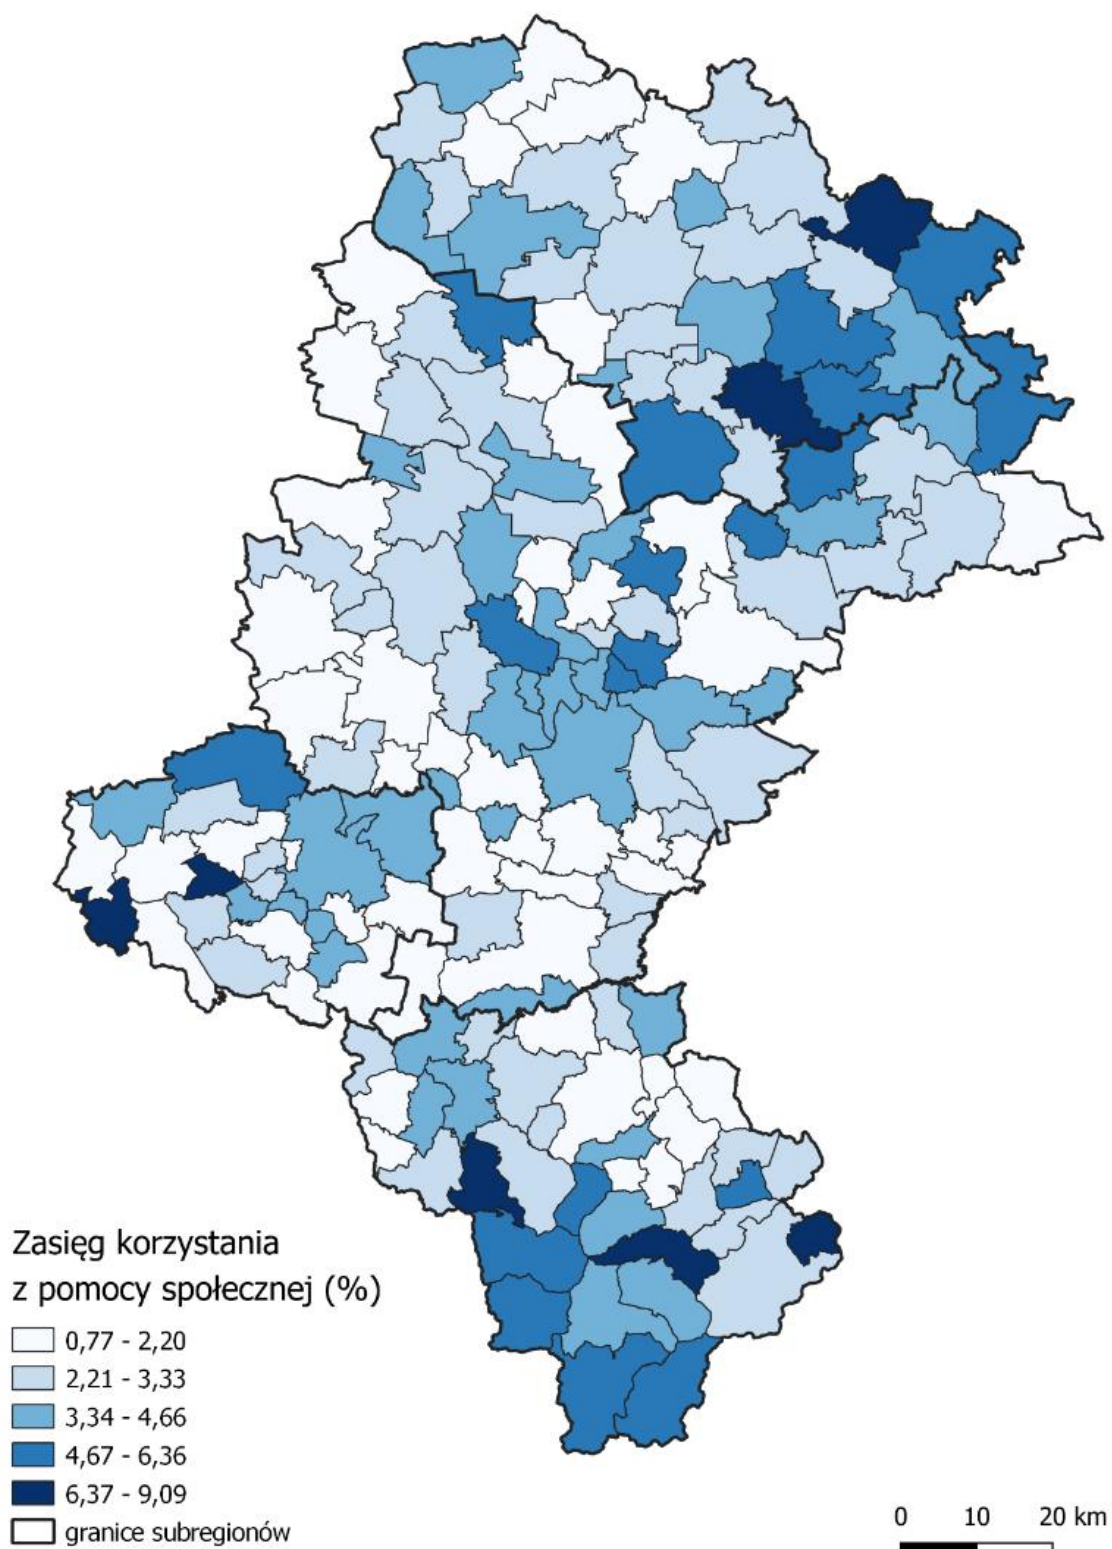 Zasięg korzystania
z pomocy społecznej (%)
0,77 - 2,20
2,21 - 3,33
3,34 - 4,66
4,67 - 6,36
6,37 - 9,09
granice subregionów
0 10 20 km